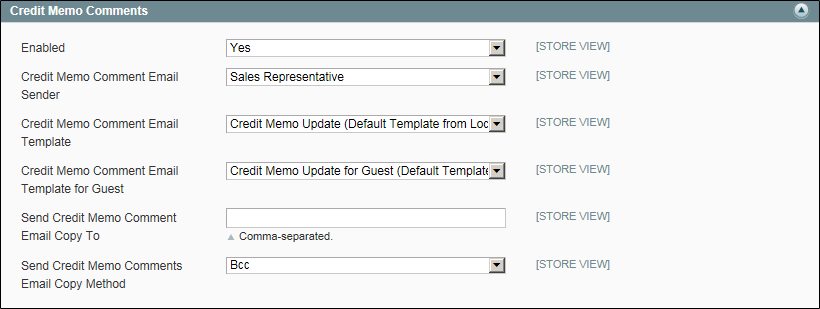 Credit Memo Comments
Enabled
Yes
[STORE VIEW]
Credit Memo Comment Email
Sender
Sales Representative
[STORE VIEW]
Credit Memo Comment Email
Template
Credit Memo Update (Default Template from Loc
[STORE VIEW]
Credit Memo Comment Email
Template for Guest
Credit Memo Update for Guest (Default Template
[STORE VIEW]
Send Credit Memo Comment
Email Copy To
[STORE VIEW]
Comma-separated.
Send Credit Memo Comments
Email Copy Method
Bcc
[STORE VIEW]